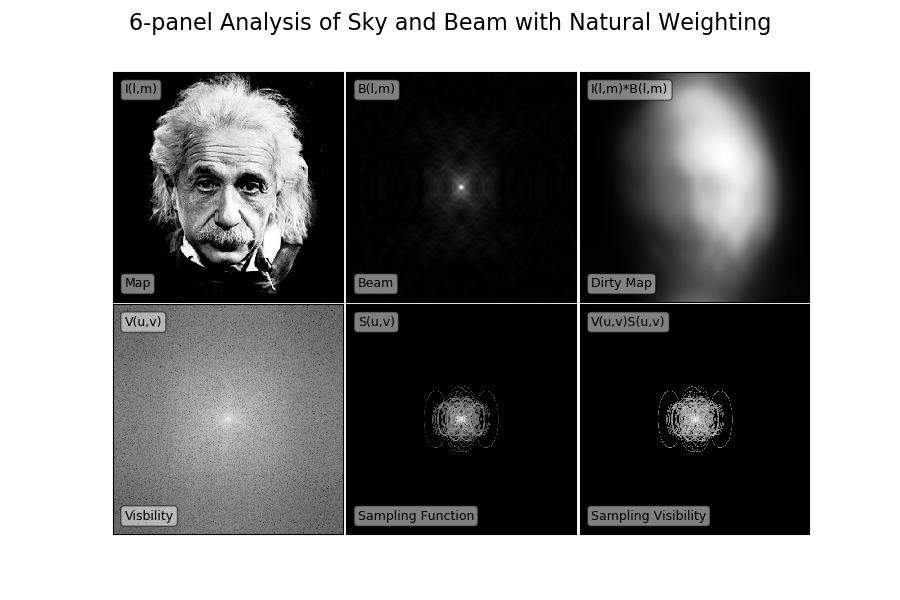 6-panel Analysis of Sky and Beam with Natural Weighting
I(l,m)
B(l,m)
I(l,m)*B(l,m)
Map
Beam
Dirty Map
V(u,v)
S(u,v)
V(u,v)S(u,v)
Visbility
Sampling Function
Sampling Visibility